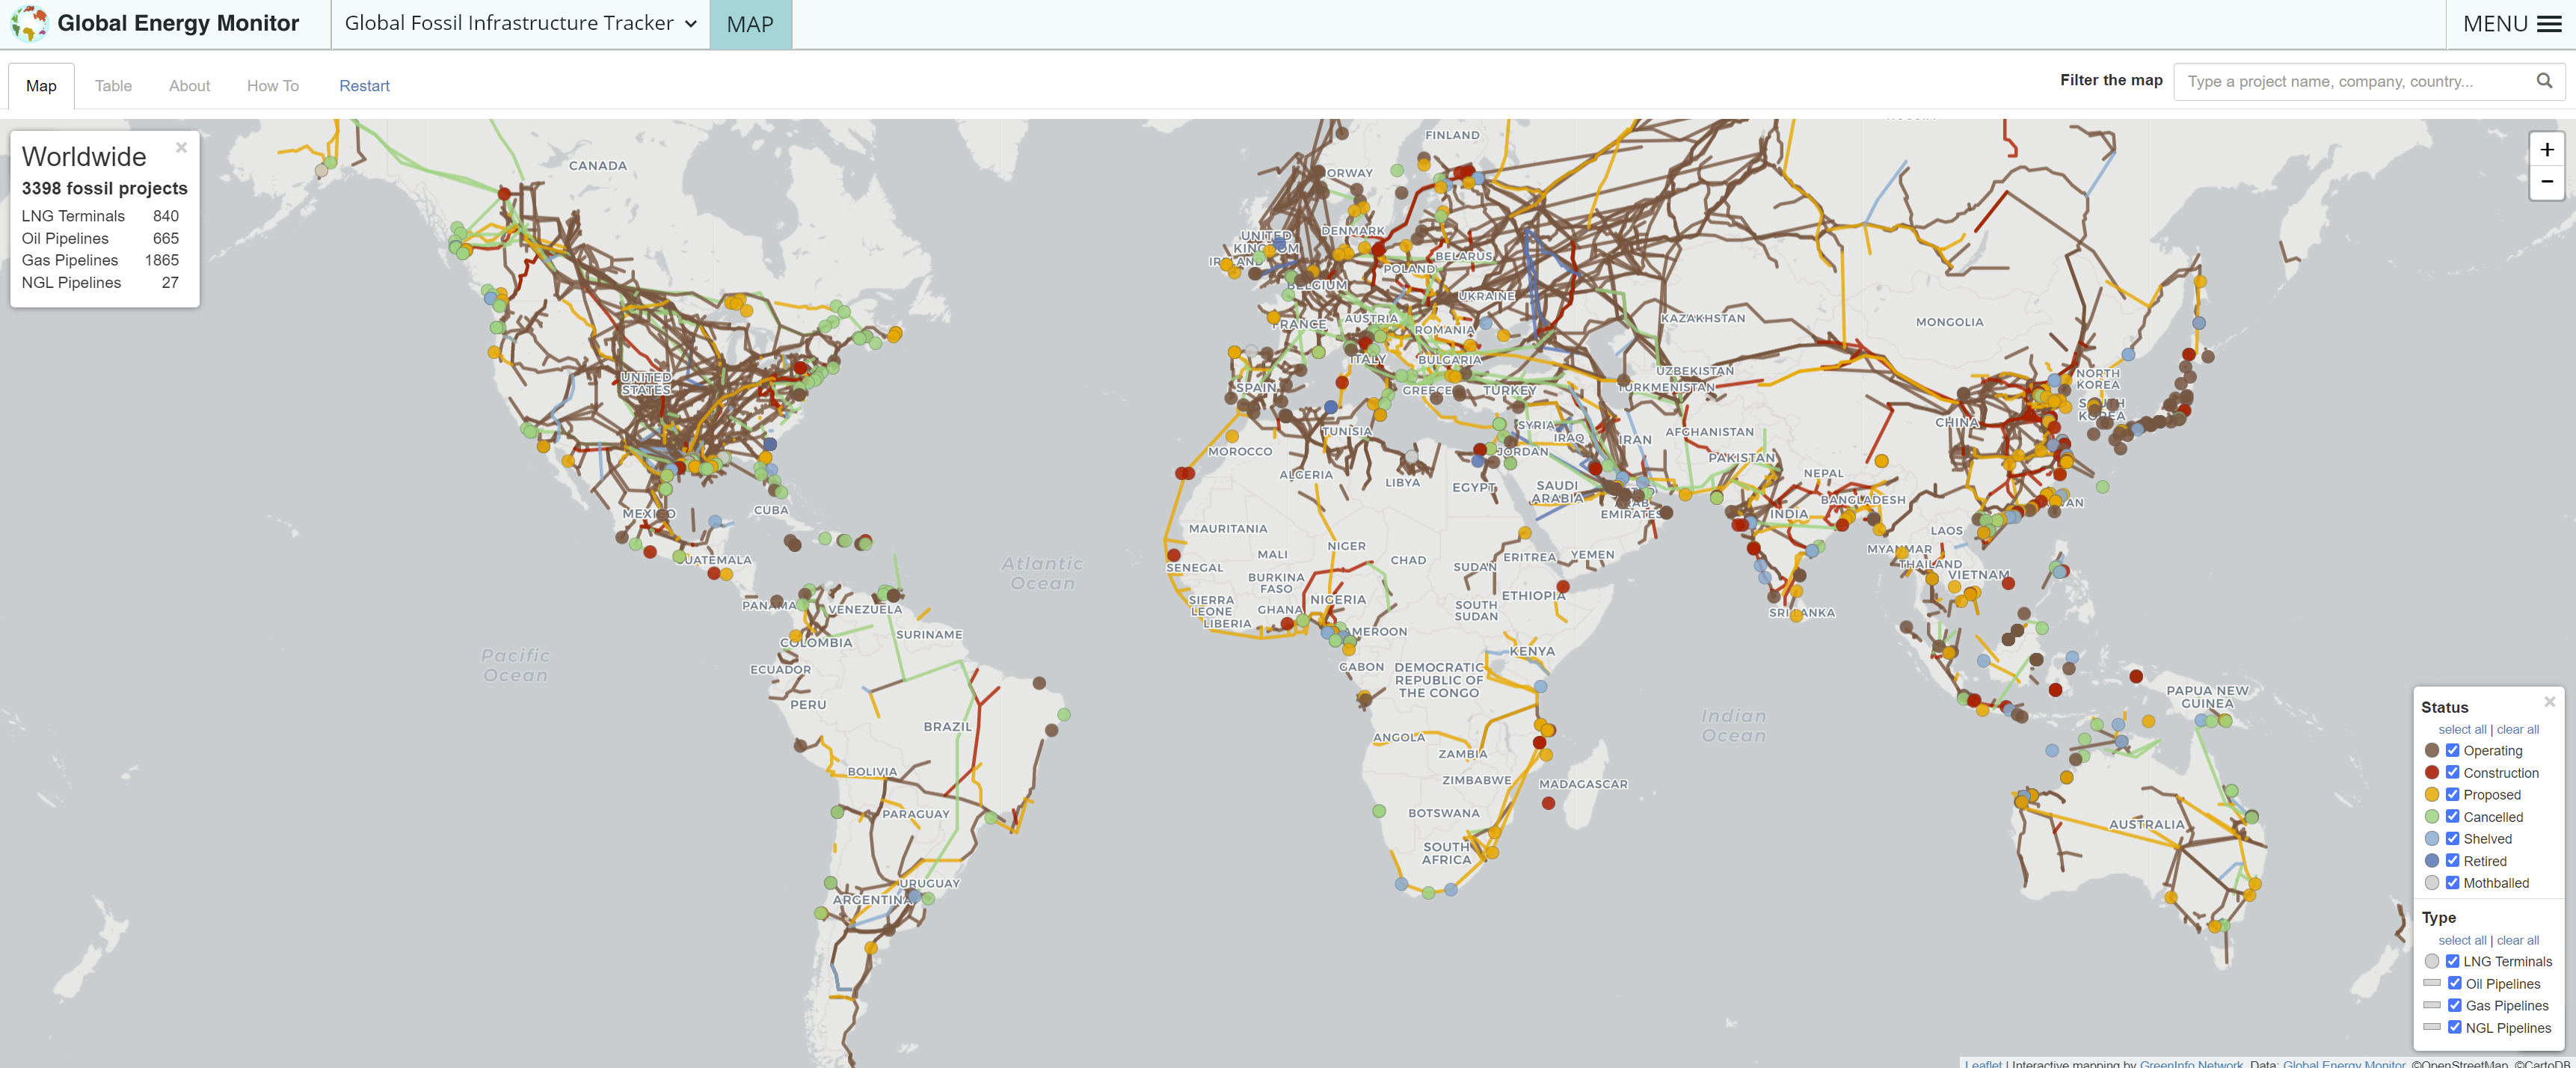 Global Energy Monitor
Global Fossil Infrastructure Tracker
MAP
MENU
Map
Table
About
How To
Restart
Filter the map
Type a project name, company, country...
Worldwide
×
3398 fossil projects
LNG Terminals 840
Oil Pipelines 665
Gas Pipelines 1865
NGL Pipelines 27
+
−
CANADA
FINLAND
DENMARK
UNITED
KINGDOM
BELARUS
POLAND
BELGIUM
UKRAINE
FRANCE
AUSTRIA
ROMANIA
KAZAKHSTAN
MONGOLIA
ITALY
BULGARIA
UZBEKISTAN
UNITED
STATES
SPAIN
GREECE
TURKEY
TURKMENISTAN
NORTH
KOREA
SOUTH
KOREA
CHINA
TUNISIA
SYRIA
IRAQ
IRAN
AFGHANISTAN
MOROCCO
JORDAN
PAKISTAN
ALGERIA
LIBYA
EGYPT
NEPAL
SAUDI
ARABIA
BANGLADESH
EMIRATES
MEXICO
CUBA
INDIA
MAURITANIA
LAOS
MYANMAR
GUATEMALA
Atlantic
Ocean
MALI
NIGER
CHAD
ERITREA
YEMEN
SENEGAL
SUDAN
THAILAND
VIETNAM
BURKINA
FASO
ETHIOPIA
PANAMA
VENEZUELA
SIERRA
LEONE
GHANA
NIGERIA
SOUTH
SUDAN
SRI LANKA
LIBERIA
SURINAME
CAMEROON
COLOMBIA
KENYA
Pacific
Ocean
ECUADOR
GABON
DEMOCRATIC
REPUBLIC OF
THE CONGO
PERU
BRAZIL
Indian
Ocean
PAPUA NEW
GUINEA
ANGOLA
ZAMBIA
BOLIVIA
ZIMBABWE
MADAGASCAR
PARAGUAY
BOTSWANA
AUSTRALIA
SOUTH
AFRICA
URUGUAY
ARGENTINA
Status
×
select all | clear all
Operating
Construction
Proposed
Cancelled
Shelved
Retired
Mothballed
Type
select all | clear all
LNG Terminals
Oil Pipelines
Gas Pipelines
NGL Pipelines
Leaflet | Interactive mapping by GreenInfo Network. Data: Global Energy Monitor, ©OpenStreetMap, ©CartoDB